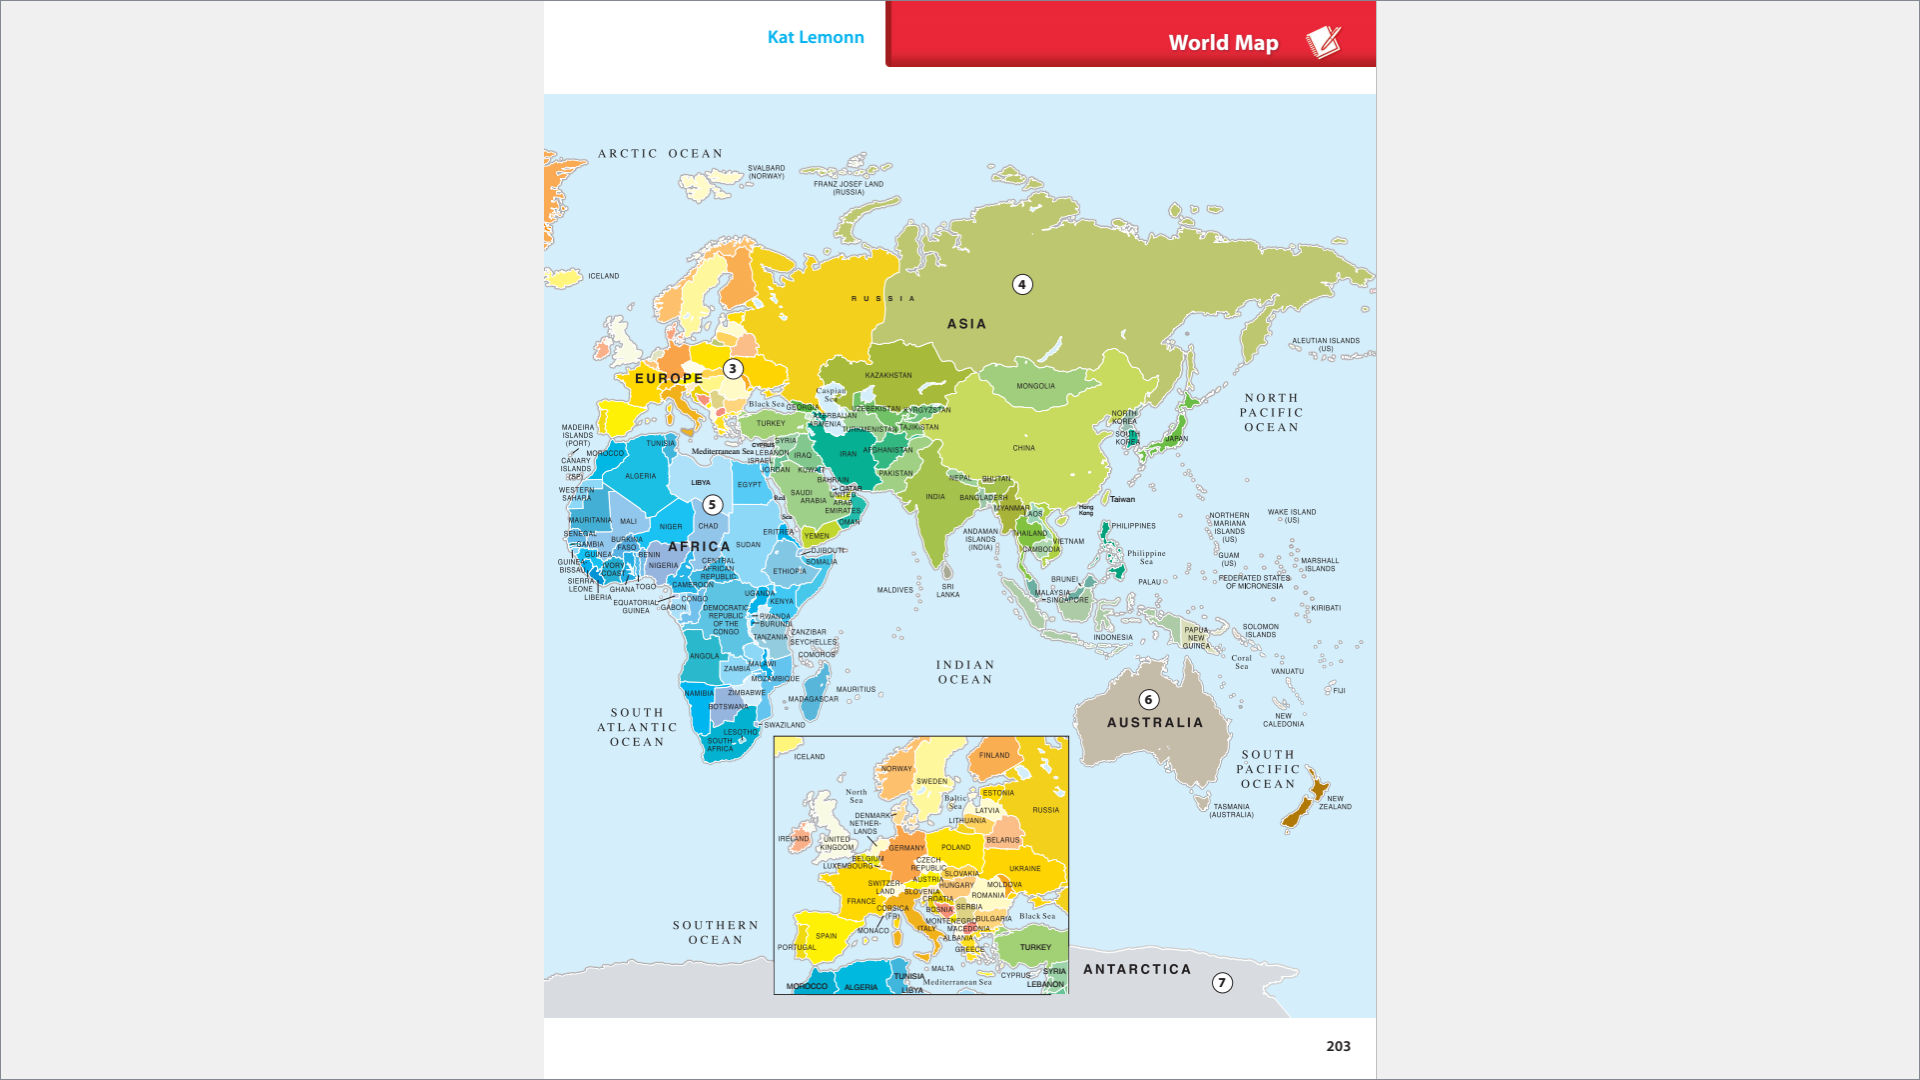 Kat Lemonn
World Map
ARCTIC OCEAN
SVALBARD
(NORWAY)
FRANZ JOSEF LAND
(RUSSIA)
ICELAND
RUSSIA
4
ASIA
ALEUTIAN ISLANDS
(US)
3
EUROPE
KAZAKHSTAN
MONGOLIA
Caspian
Sea
NORTH
PACIFIC
OCEAN
Black Sea
GEORGIA
AZERBAIJAN
ARMENIA
UZBEKISTAN
KYRGYZSTAN
TURKMENISTAN
TAJIKISTAN
NORTH
KOREA
SOUTH
KOREA
JAPAN
MADEIRA
ISLANDS
(PORT)
TURKEY
TUNISIA
CYPRUS
SYRIA
LEBANON
ISRAEL
Mediterranean Sea
IRAQ
IRAN
AFGHANISTAN
CHINA
MOROCCO
CANARY
ISLANDS
(SP)
ALGERIA
LIBYA
EGYPT
JORDAN
KUWAIT
BAHRAIN
QATAR
PAKISTAN
NEPAL
BHUTAN
WESTERN
SAHARA
SAUDI
ARABIA
UNITED
ARAB
EMIRATES
OMAN
INDIA
BANGLADESH
MYANMAR
LAOS
Hong
Kong
Taiwan
5
Red
Sea
MAURITANIA
MALI
NIGER
CHAD
SUDAN
ERITREA
YEMEN
THAILAND
VIETNAM
CAMBODIA
PHILIPPINES
Philippine
Sea
NORTHERN
MARIANA
ISLANDS
(US)
WAKE ISLAND
(US)
GUAM
(US)
MARSHALL
ISLANDS
SENEGAL
GAMBIA
GUINEA
GUINEA
BISSAU
BURKINA
FASO
BENIN
AFRICA
NIGERIA
IVORY
COAST
SIERRA
LEONE
LIBERIA
GHANA
TOGO
CENTRAL
AFRICAN
REPUBLIC
ETHIOPIA
DJIBOUTI
SOMALIA
ANDAMAN
ISLANDS
(INDIA)
MALDIVES
SRI
LANKA
BRUNEI
MALAYSIA
SINGAPORE
PALAU
FEDERATED STATES
OF MICRONESIA
KIRIBATI
CAMEROON
EQUATORIAL
GUINEA
GABON
CONGO
DEMOCRATIC
REPUBLIC
OF THE
CONGO
UGANDA
KENYA
RWANDA
BURUNDI
TANZANIA
ZANZIBAR
SEYCHELLES
COMOROS
INDONESIA
PAPUA
NEW
GUINEA
SOLOMON
ISLANDS
Coral
Sea
VANUATU
FIJI
NEW
CALEDONIA
ANGOLA
ZAMBIA
MALAWI
MOZAMBIQUE
NAMIBIA
ZIMBABWE
BOTSWANA
MADAGASCAR
MAURITIUS
INDIAN
OCEAN
6
AUSTRALIA
SOUTH
ATLANTIC
OCEAN
SWAZILAND
LESOTHO
SOUTH
AFRICA
SOUTH
PACIFIC
OCEAN
TASMANIA
(AUSTRALIA)
NEW
ZEALAND
ICELAND
NORWAY
SWEDEN
FINLAND
North
Sea
Baltic
Sea
ESTONIA
LATVIA
LITHUANIA
RUSSIA
DENMARK
NETHER-
LANDS
IRELAND
UNITED
KINGDOM
BELGIUM
LUXEMBOURG
GERMANY
POLAND
BELARUS
CZECH
REPUBLIC
SLOVAKIA
UKRAINE
SWITZER-
LAND
AUSTRIA
SLOVENIA
HUNGARY
MOLDOVA
ROMANIA
FRANCE
CROATIA
BOSNIA
SERBIA
CORSICA
(FR)
MONTENEGRO
BULGARIA
Black Sea
MONACO
ITALY
MACEDONIA
ALBANIA
GREECE
SPAIN
PORTUGAL
TURKEY
MALTA
CYPRUS
SYRIA
LEBANON
Mediterranean Sea
MOROCCO
ALGERIA
TUNISIA
LIBYA
SOUTHERN
OCEAN
ANTARCTICA
7
203